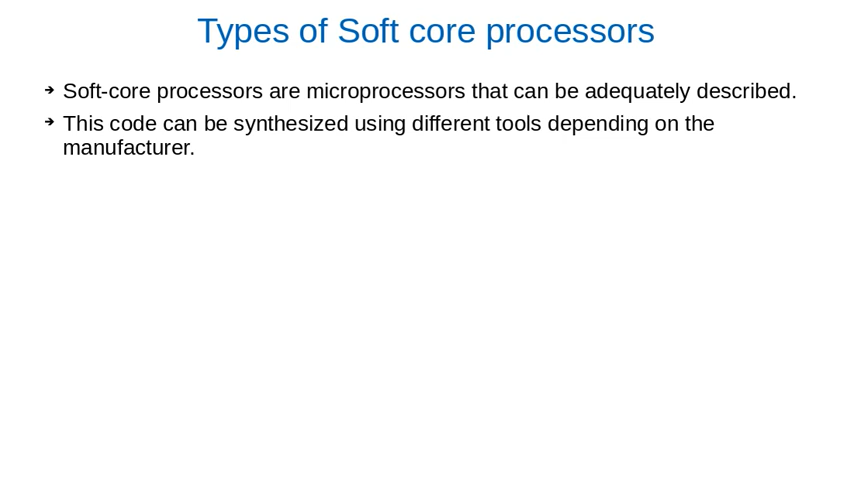 Types of Soft core processors
➔ Soft-core processors are microprocessors that can be adequately described.
➔ This code can be synthesized using different tools depending on the
manufacturer.